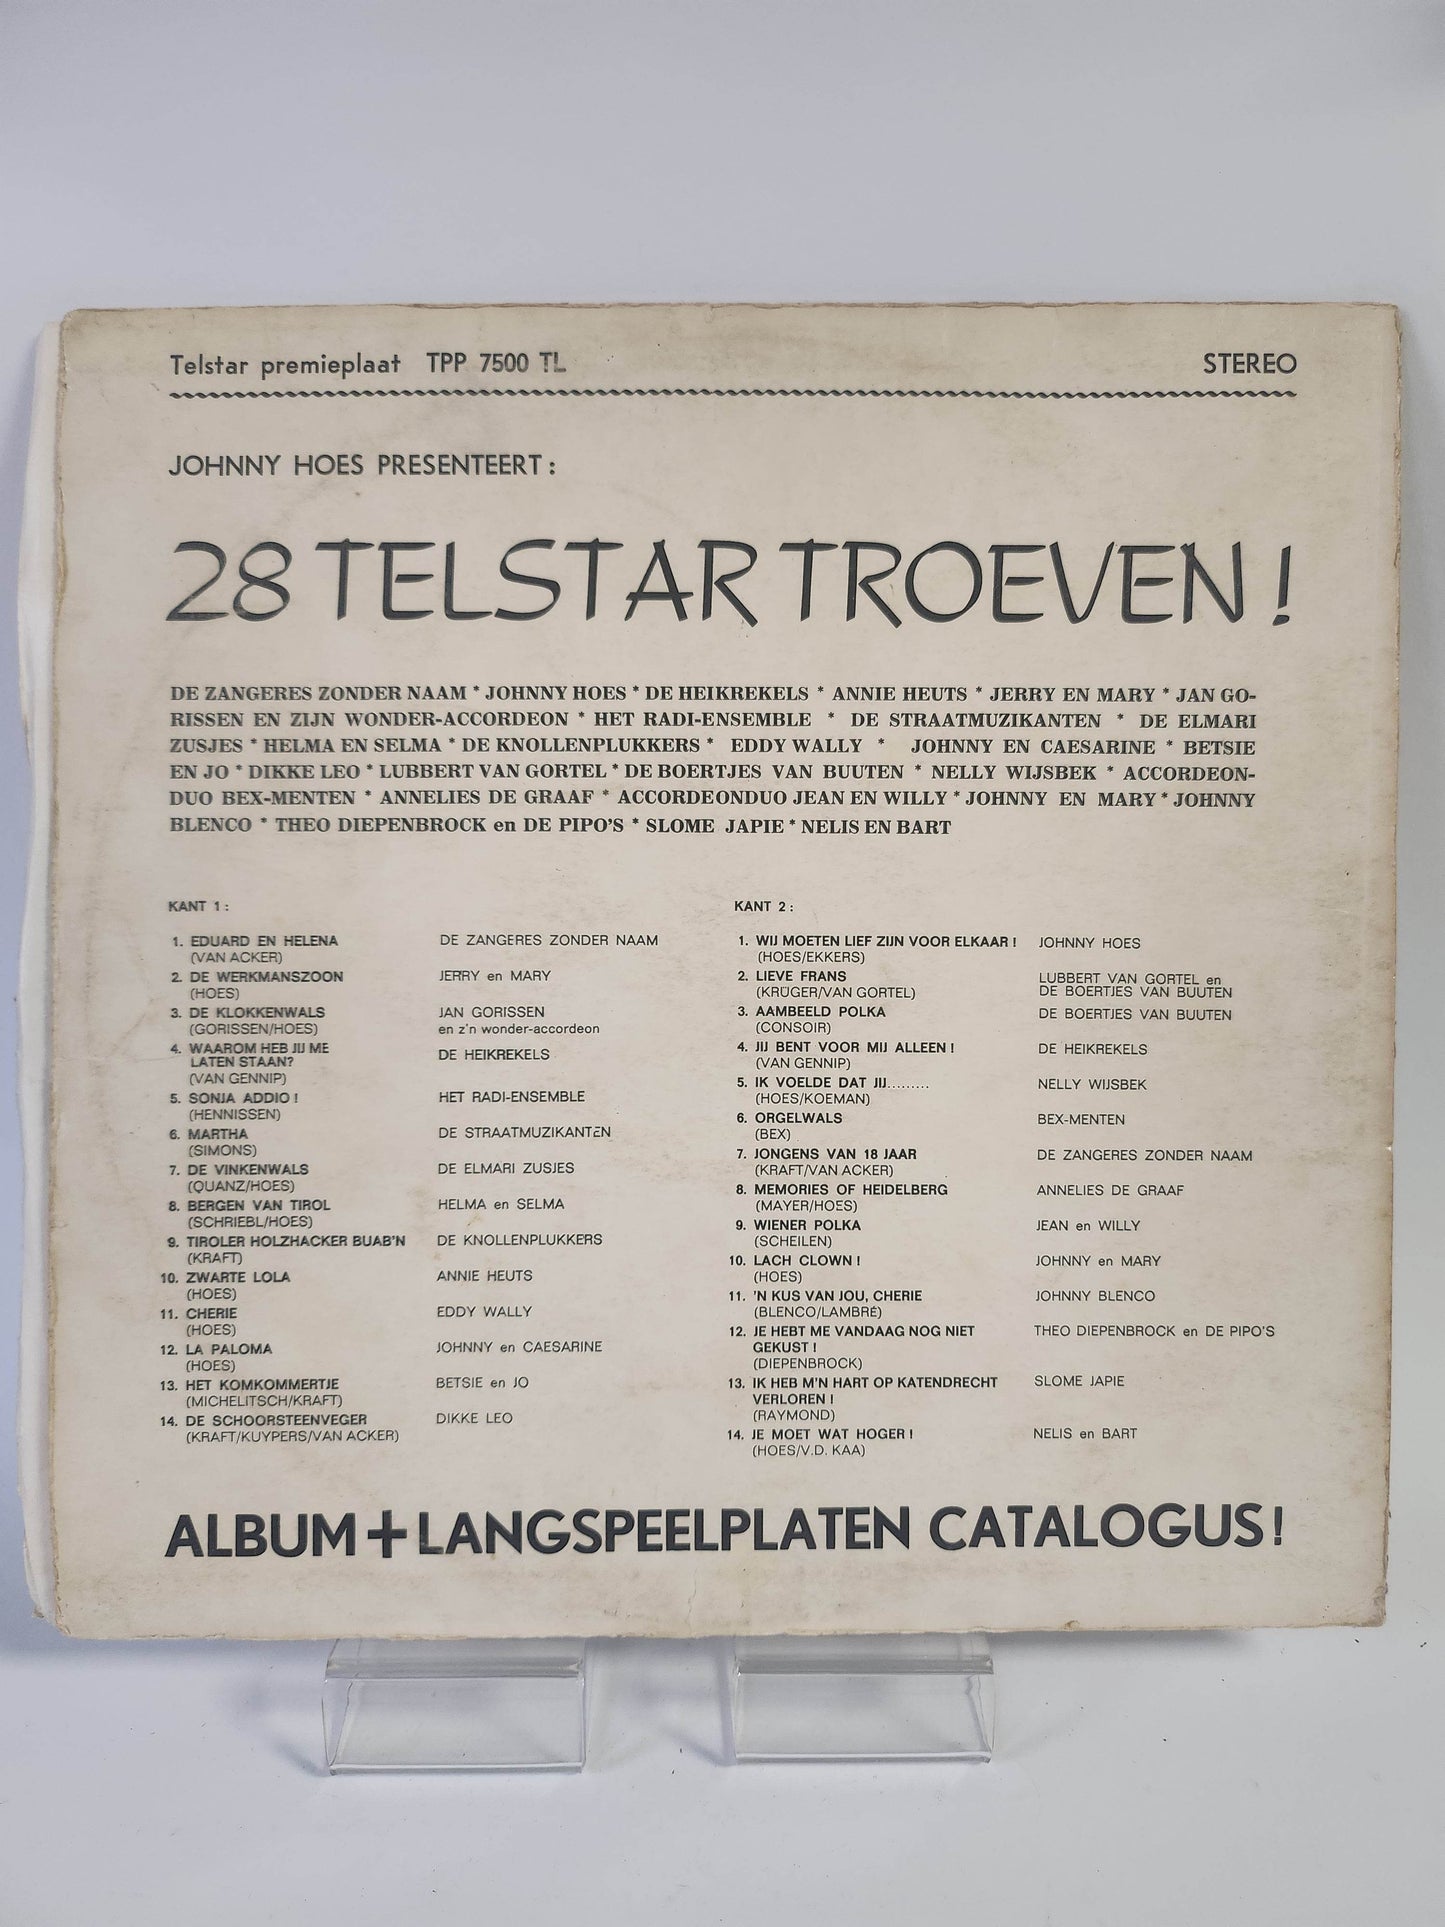 Telstar premieplaat TPP 7500 TL STEREO
JOHNNY HOES PRESENTEERT :
28 TELSTAR TROEVEN !
DE ZANGERES ZONDER NAAM * JOHNNY HOES * DE HEIKREKELS * ANNIE HEUTS * JERRY EN MARY * JAN GO-
RISSEN EN ZIJN WONDER-ACCORDEON * HET RADI-ENSEMBLE * DE STRAATMUZIKANTEN * DE ELMARI
ZUSJES * HELMA EN SELMA * DE KNOLLENPLUKKERS * EDDY WALLY * JOHNNY EN CAESARINE * BETSIE
EN JO * DIKKE LEO * LUBBERT VAN GORTEL * DE BOERTJES VAN BUUTEN * NELLY WIJSBEK * ACCORDEON-
DUO BEX-MENTEN * ANNELIES DE GRAAF * ACCORDEONDUO JEAN EN WILLY * JOHNNY EN MARY * JOHNNY
BLENCO * THEO DIEPENBROCK en DE PIPO'S * SLOME JAPIE * NELIS EN BART
KANT 1 :
1. EDUARD EN HELENA DE ZANGERES ZONDER NAAM
(VAN ACKER)
2. DE WERKMANSZOON JERRY en MARY
(HOES)
3. DE KLOKKENWALS JAN GORISSEN
(GORISSEN/HOES) en z'n wonder-accordeon
4. WAAROM HEB JIJ ME
LATEN STAAN? DE HEIKREKELS
(VAN GENNIP)
5. SONJA ADDIO ! HET RADI-ENSEMBLE
(HENNISSEN)
6. MARTHA DE STRAATMUZIKANTEN
(SIMONS)
7. DE VINKENWALS DE ELMARI ZUSJES
(QUANZ/HOES)
8. BERGEN VAN TIROL HELMA en SELMA
(SCHRIEBL/HOES)
9. TIROLER HOLZHACKER BUAB'N DE KNOLLENPLUKKERS
(KRAFT)
10. ZWARTE LOLA ANNIE HEUTS
(HOES)
11. CHERIE EDDY WALLY
(HOES)
12. LA PALOMA JOHNNY en CAESARINE
(HOES)
13. HET KOMKOMMERTJE BETSIE en JO
(MICHELITSCH/KRAFT)
14. DE SCHOORSTEENVEGER DIKKE LEO
(KRAFT/KUYPERS/VAN ACKER)
KANT 2 :
1. WIJ MOETEN LIEF ZIJN VOOR ELKAAR ! JOHNNY HOES
(HOES/EKKERS)
2. LIEVE FRANS LUBBERT VAN GORTEL en
(KRÜGER/VAN GORTEL) DE BOERTJES VAN BUUTEN
3. AAMBEELD POLKA DE BOERTJES VAN BUUTEN
(CONSOIR)
4. JIJ BENT VOOR MIJ ALLEEN ! DE HEIKREKELS
(VAN GENNIP)
5. IK VOELDE DAT JIJ......... NELLY WIJSBEK
(HOES/KOEMAN)
6. ORGELWALS BEX-MENTEN
(BEX)
7. JONGENS VAN 18 JAAR DE ZANGERES ZONDER NAAM
(KRAFT/VAN ACKER)
8. MEMORIES OF HEIDELBERG ANNELIES DE GRAAF
(MAYER/HOES)
9. WIENER POLKA JEAN en WILLY
(SCHEILEN)
10. LACH CLOWN ! JOHNNY en MARY
(HOES)
11. 'N KUS VAN JOU, CHERIE JOHNNY BLENCO
(BLENCO/LAMBRÉ)
12. JE HEBT ME VANDAAG NOG NIET THEO DIEPENBROCK en DE PIPO'S
GEKUST !
(DIEPENBROCK)
13. IK HEB M'N HART OP KATENDRECHT SLOME JAPIE
VERLOREN !
(RAYMOND)
14. JE MOET WAT HOGER ! NELIS en BART
(HOES/V.D. KAA)
ALBUM + LANGSPEELPLATEN CATALOGUS !